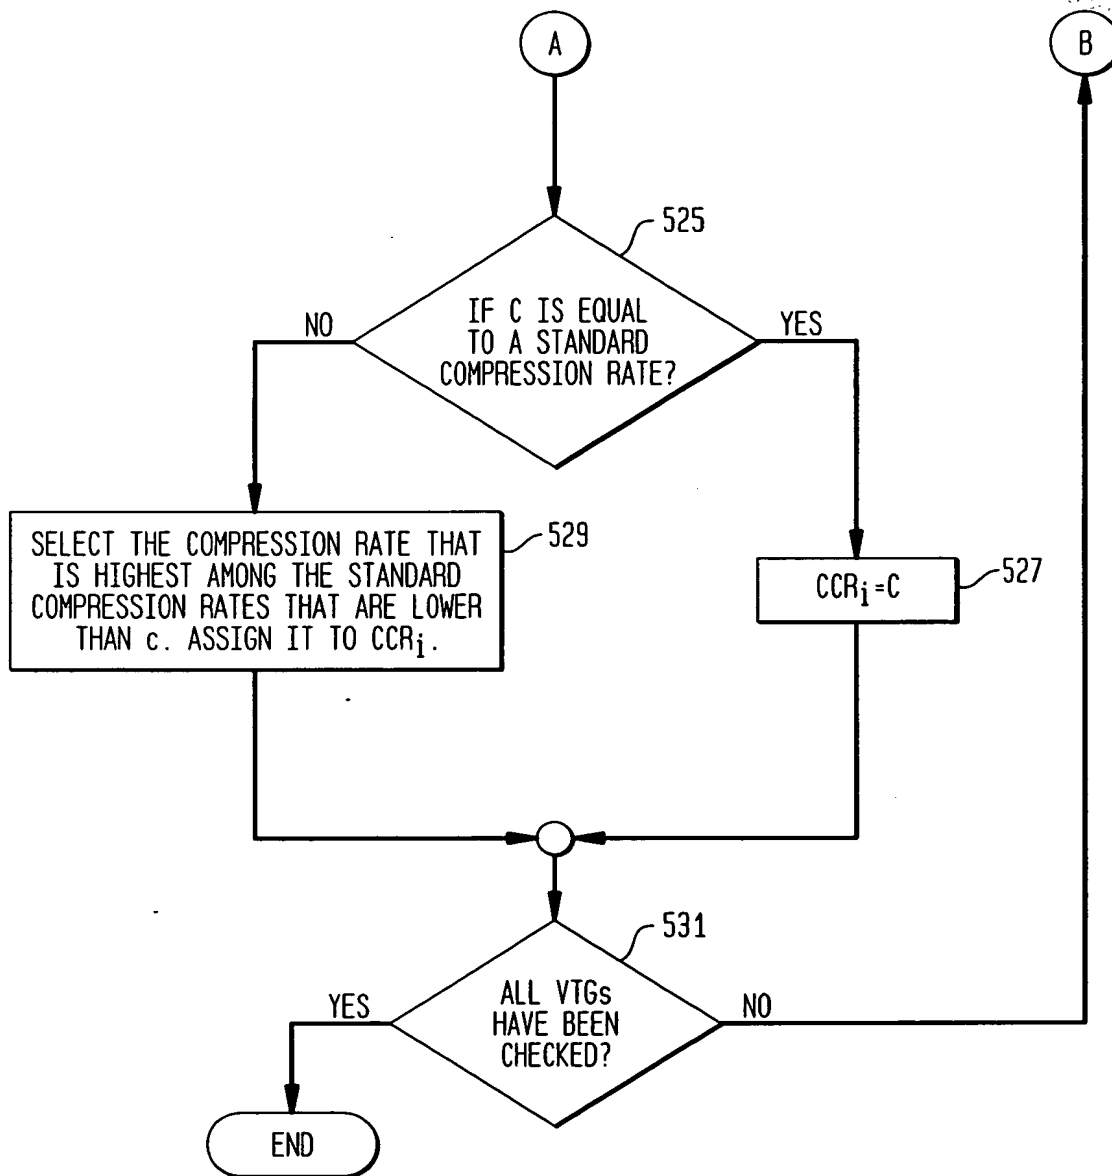 A
B
525
IF C IS EQUAL
TO A STANDARD
COMPRESSION RATE?
NO
YES
SELECT THE COMPRESSION RATE THAT
IS HIGHEST AMONG THE STANDARD
COMPRESSION RATES THAT ARE LOWER
THAN c. ASSIGN IT TO CCRi.
529
CCRi=C
527
531
ALL VTGs
HAVE BEEN
CHECKED?
YES
NO
END